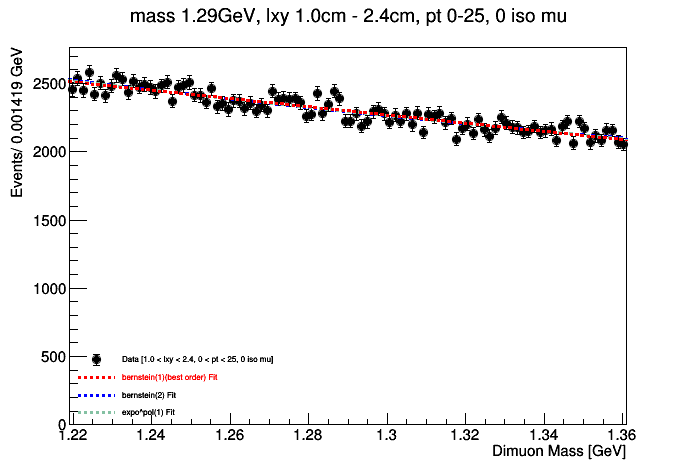 mass 1.29GeV, lxy 1.0cm - 2.4cm, pt 0-25, 0 iso mu
Events/ 0.001419 GeV
2500
2000
1500
1000
500
0
Data [1.0 < lxy < 2.4, 0 < pt < 25, 0 iso mu]
bernstein(1)(best order) Fit
bernstein(2) Fit
expo^pol(1) Fit
1.22 1.24 1.26 1.28 1.3 1.32 1.34 1.36
Dimuon Mass [GeV]